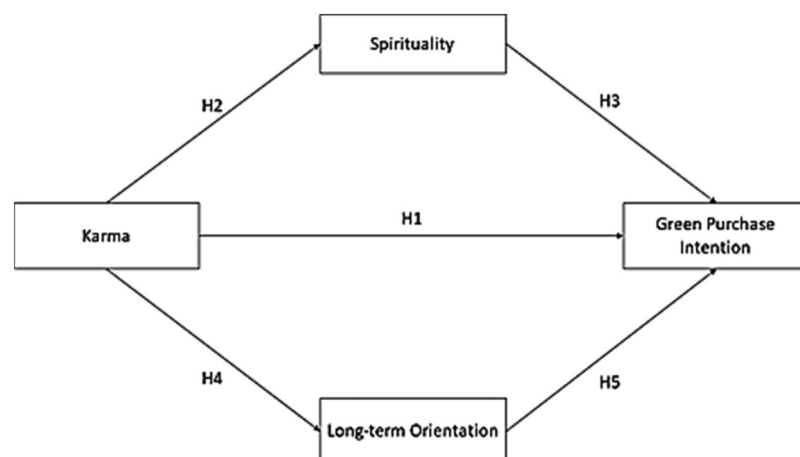 Spirituality
H2
H3
Karma
H1
Green Purchase
Intention
H4
H5
Long-term Orientation